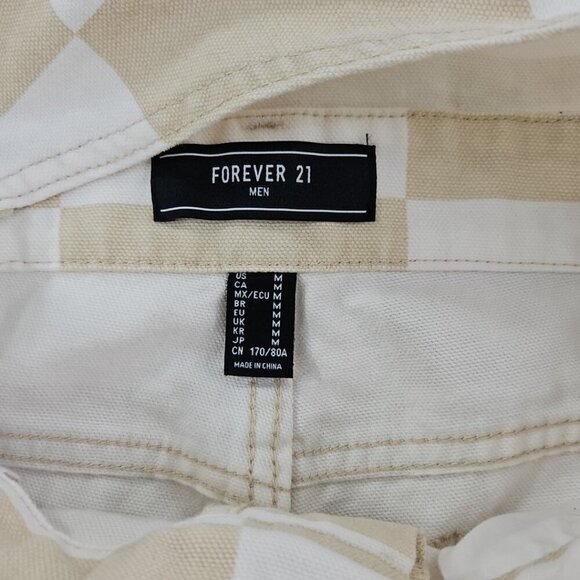 FOREVER 21
MEN
US M
CA M
MX/ECU M
BR M
EU M
UK M
KR M
JP M
CN 170/80A
MADE IN CHINA